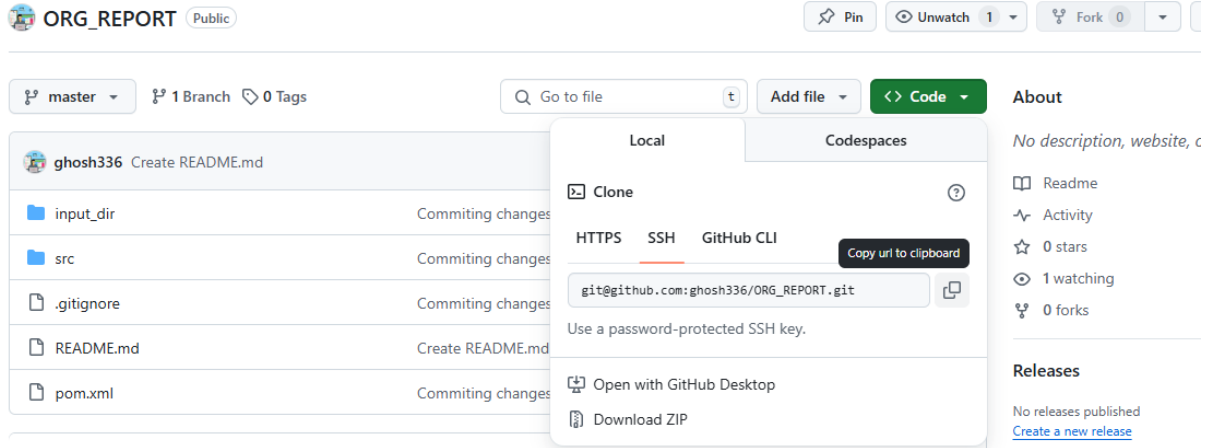 ORG_REPORT Public
Pin Unwatch 1 Fork 0
master 1 Branch 0 Tags
Go to file t
Add file Code
Local Codespaces
Clone
HTTPS SSH GitHub CLI
Copy url to clipboard
git@github.com:ghosh336/ORG_REPORT.git
Use a password-protected SSH key.
Open with GitHub Desktop
Download ZIP
ghosh336 Create README.md
input_dir Commiting changes
src Commiting changes
.gitignore Commiting changes
README.md Create README.md
pom.xml Commiting changes
About
No description, website,
Readme
Activity
0 stars
1 watching
0 forks
Releases
No releases published
Create a new release